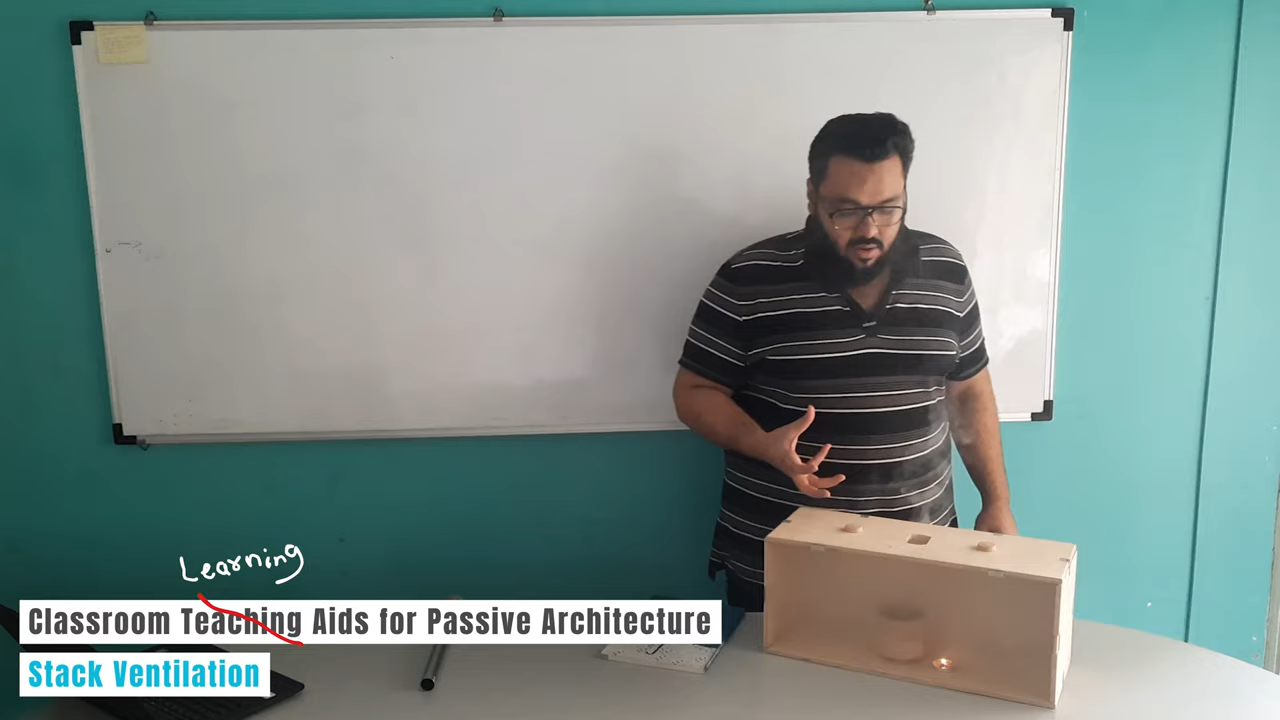 Learning
Classroom Teaching Aids for Passive Architecture
Stack Ventilation